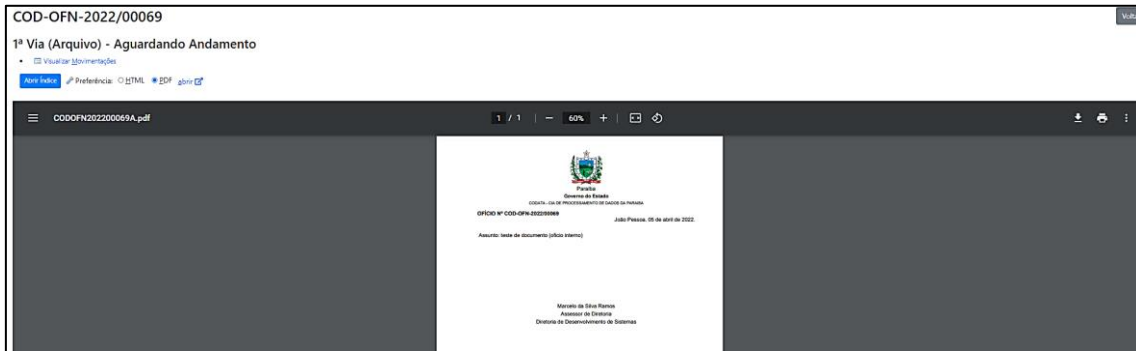 COD-OFN-2022/00069
Volta
1ª Via (Arquivo) - Aguardando Andamento
Visualizar Movimentações
Abrir Índice Preferência: HTML PDF abrir
CODOFN202200069A.pdf 1 / 1 60%
Paraíba
Governo do Estado
CODATA - CIA DE PROCESSAMENTO DE DADOS DA PARAÍBA
OFÍCIO Nº COD-OFN-2022/00069
João Pessoa, 05 de abril de 2022.
Assunto: teste de documento (ofício interno)
Marcelo da Silva Ramos
Assessor de Diretoria
Diretoria de Desenvolvimento de Sistemas